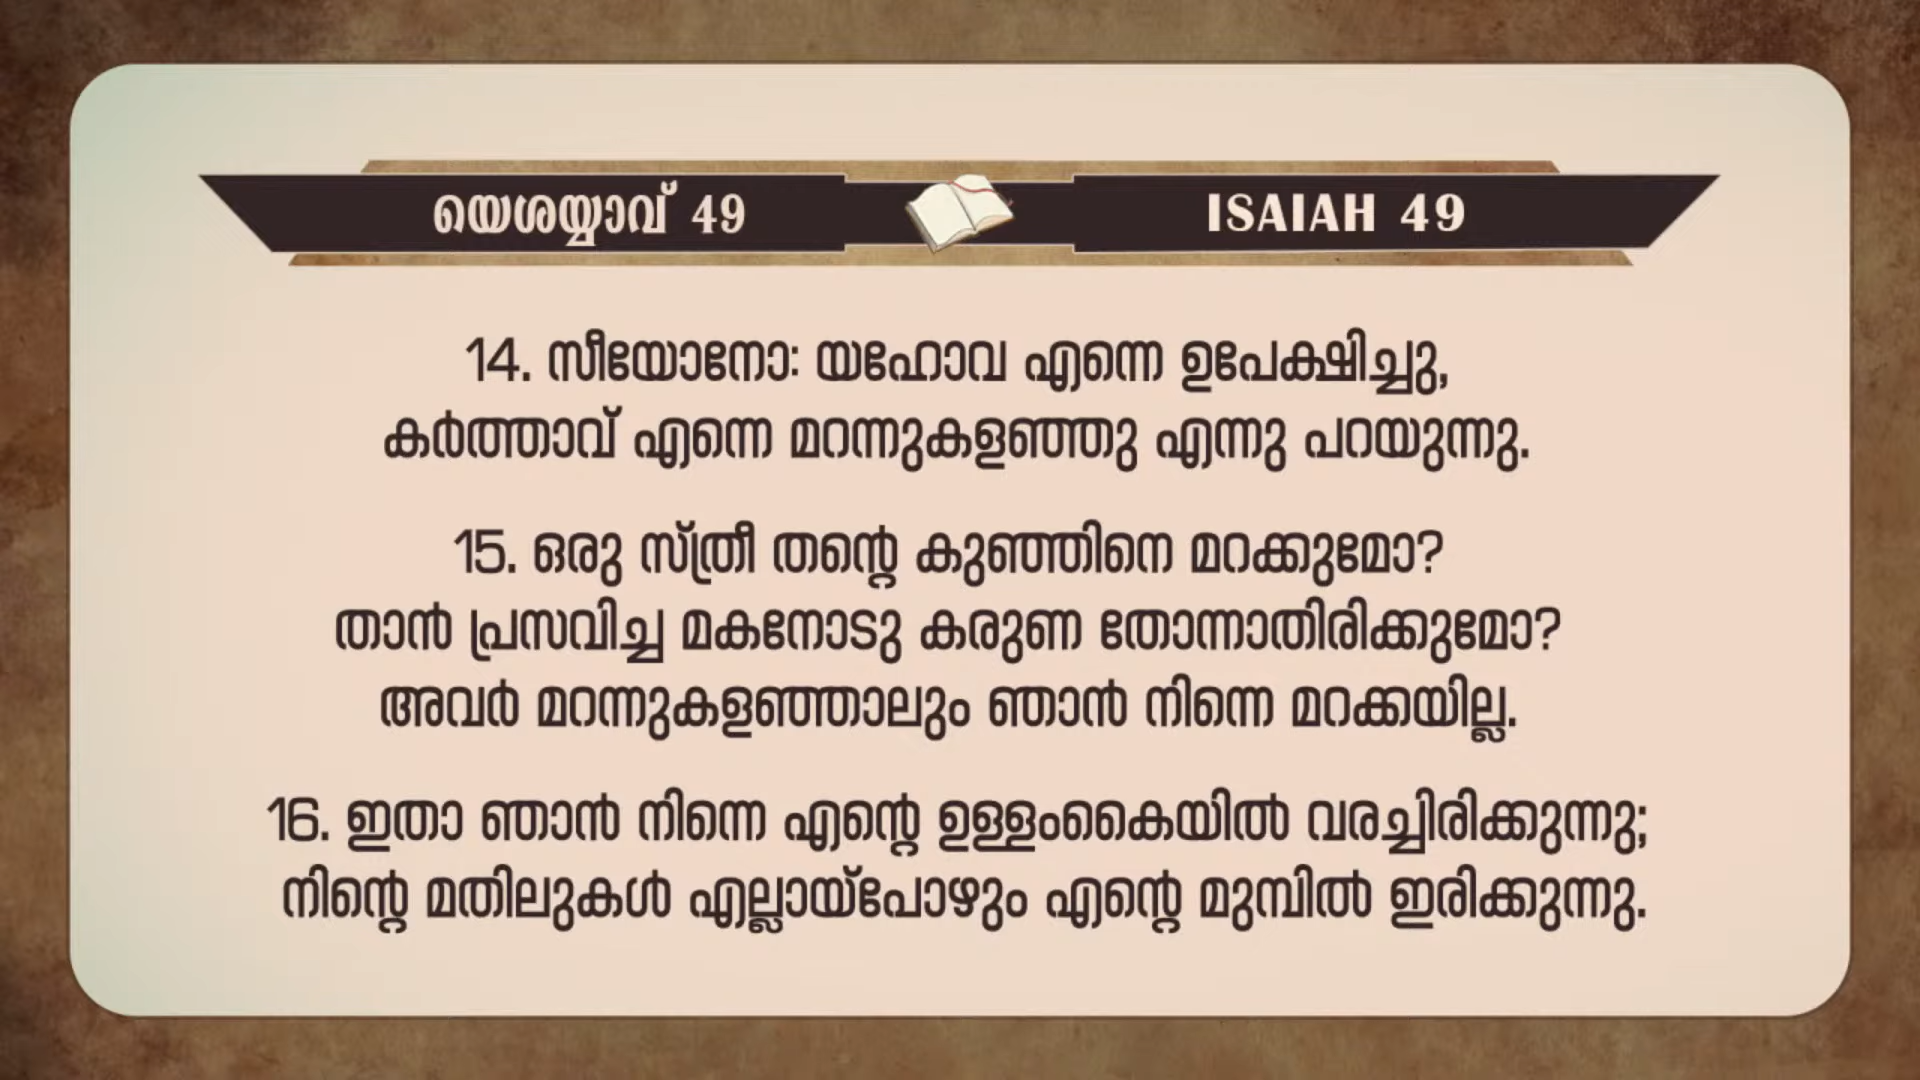 യെശയ്യാവ് 49
ISAIAH 49
14. സീയോനോ: യഹോവ എന്നെ ഉപേക്ഷിച്ചു,
കർത്താവ് എന്നെ മറന്നുകളഞ്ഞു എന്നു പറയുന്നു.
15. ഒരു സ്ത്രീ തന്റെ കുഞ്ഞിനെ മറക്കുമോ?
താൻ പ്രസവിച്ച മകനോടു കരുണ തോന്നാതിരിക്കുമോ?
അവർ മറന്നുകളഞ്ഞാലും ഞാൻ നിന്നെ മറക്കയില്ല.
16. ഇതാ ഞാൻ നിന്നെ എന്റെ ഉള്ളംകൈയിൽ വരച്ചിരിക്കുന്നു;
നിന്റെ മതിലുകൾ എല്ലായ്പോഴും എന്റെ മുമ്പിൽ ഇരിക്കുന്നു.